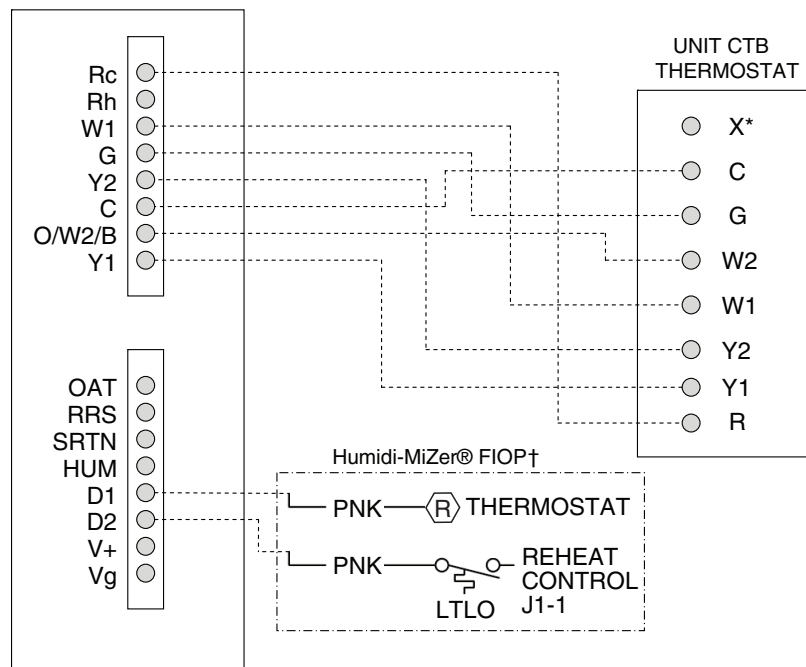 Rc
Rh
W1
G
Y2
C
O/W2/B
Y1
OAT
RRS
SRTN
HUM
D1
D2
V+
Vg
UNIT CTB
THERMOSTAT
X*
C
G
W2
W1
Y2
Y1
R
Humidi-MiZer® FIOP†
PNK R THERMOSTAT
PNK REHEAT
CONTROL
LTLO J1-1